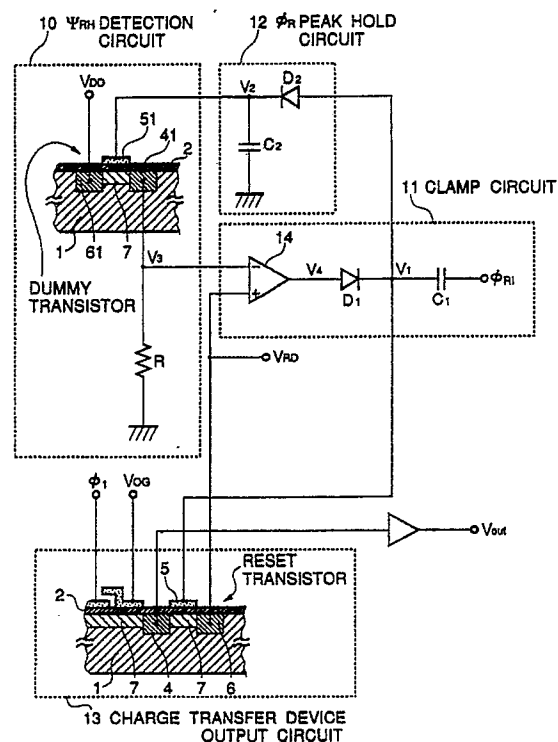 10 ΨRH DETECTION
CIRCUIT
12 ϕR PEAK HOLD
CIRCUIT
VDD
V2
D2
51
41
2
C2
11 CLAMP CIRCUIT
1
61
7
14
V3
V4
D1
V1
C1
ϕRI
DUMMY
TRANSISTOR
−
+
R
VRD
ϕ1
VOG
Vout
5
RESET
TRANSISTOR
2
1
7
4
7
6
13 CHARGE TRANSFER DEVICE
OUTPUT CIRCUIT